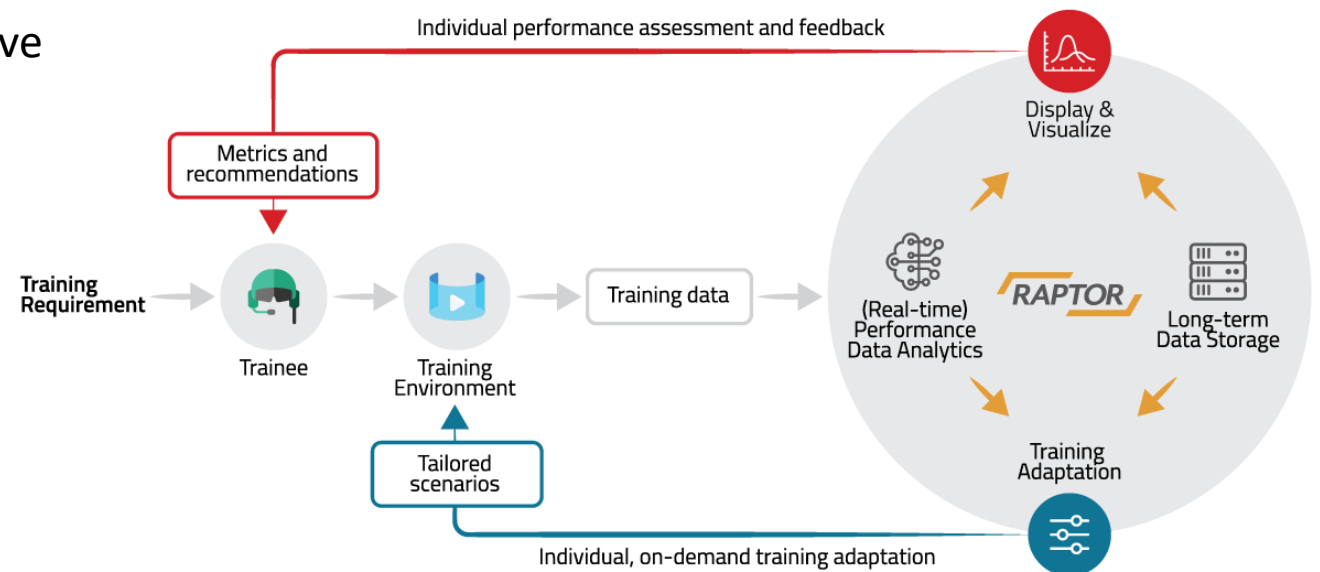 ve
Individual performance assessment and feedback
Display &
Visualize
Metrics and
recommendations
Training
Requirement
Trainee
Training
Environment
Training data
(Real-time)
Performance
Data Analytics
RAPTOR
Long-term
Data Storage
Tailored
scenarios
Training
Adaptation
Individual, on-demand training adaptation